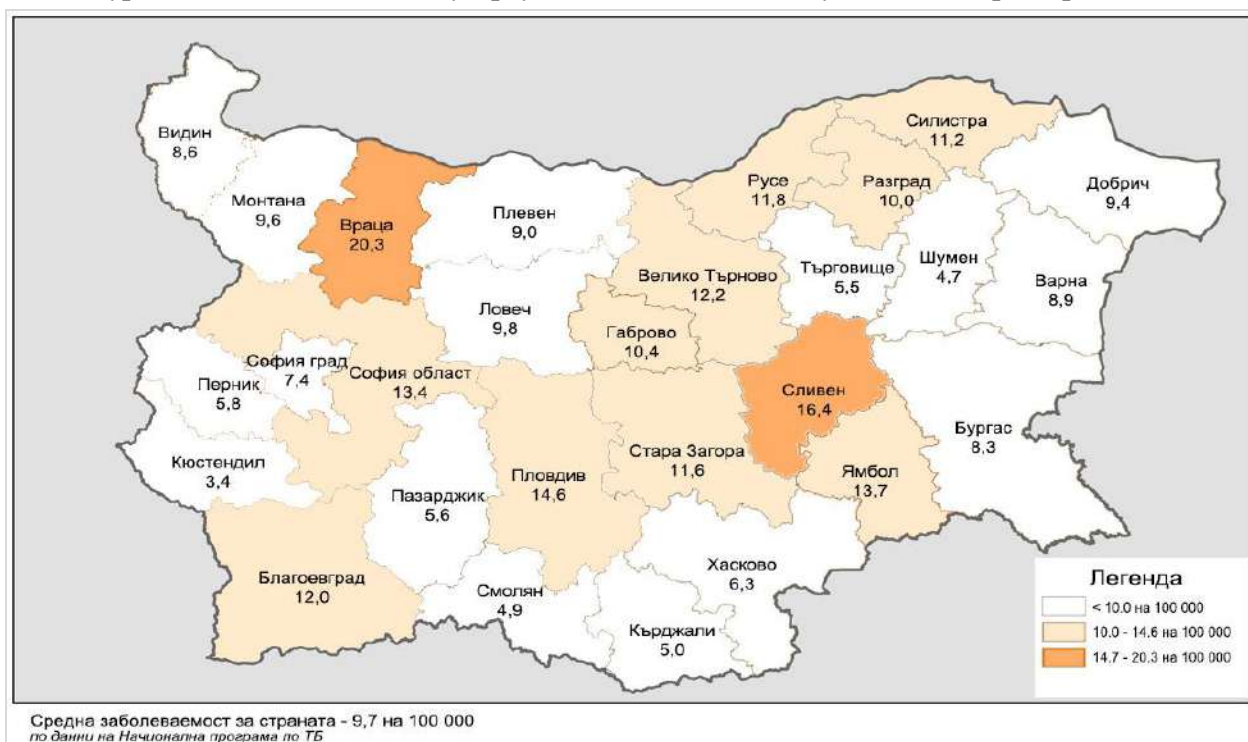 Видин
8,6
Монтана
9,6
Враца
20,3
Плевен
9,0
Ловеч
9,8
Велико Търново
12,2
Габрово
10,4
Русе
11,8
Разград
10,0
Силистра
11,2
Търговище
5,5
Шумен
4,7
Добрич
9,4
Варна
8,9
София град
7,4
София област
13,4
Перник
5,8
Кюстендил
3,4
Благоевград
12,0
Пазарджик
5,6
Пловдив
14,6
Стара Загора
11,6
Сливен
16,4
Ямбол
13,7
Бургас
8,3
Смолян
4,9
Кърджали
5,0
Хасково
6,3
Легенда
< 10.0 на 100 000
10.0 - 14.6 на 100 000
14.7 - 20.3 на 100 000
Средна заболеваемост за страната - 9,7 на 100 000
по данни на Национална програма по ТБ